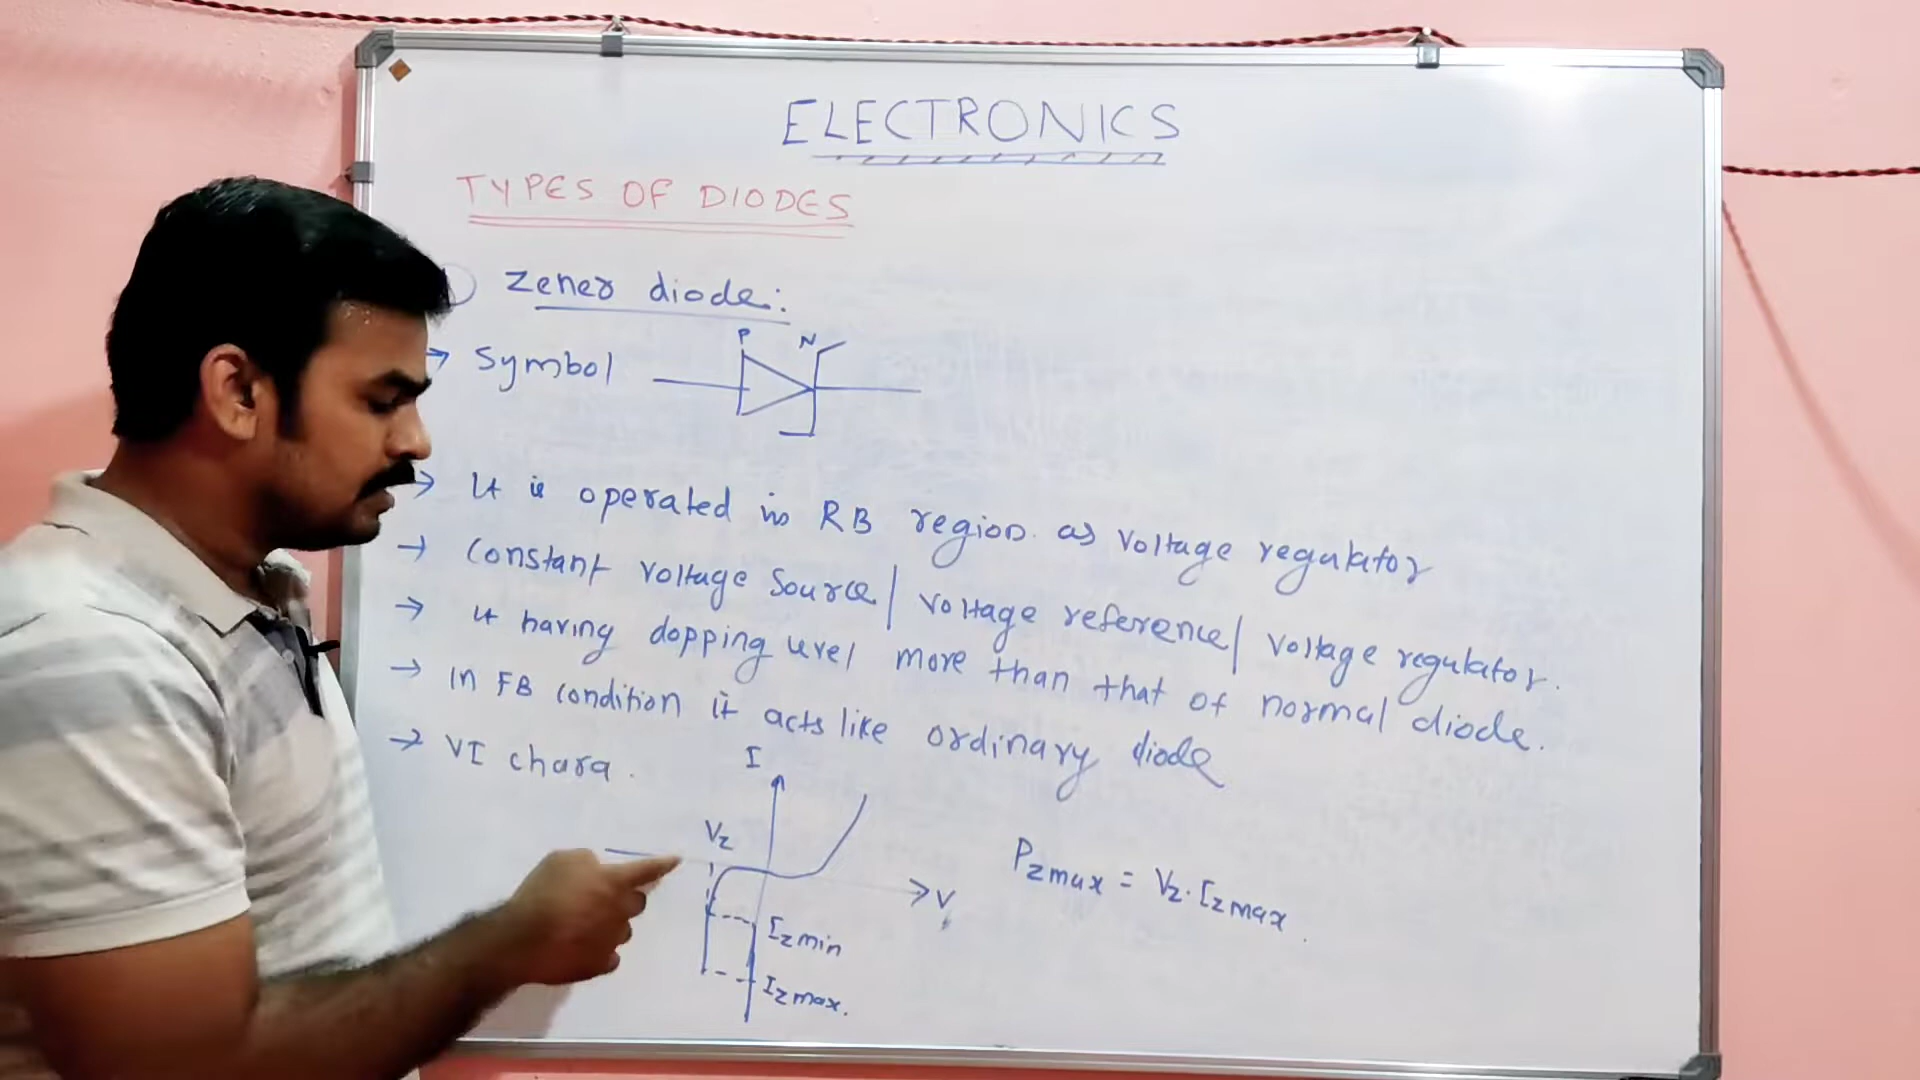 ELECTRONICS
TYPES OF DIODES
Zener diode:
→ Symbol
P N
→ It is operated in RB region as voltage regulator
→ Constant voltage source/ voltage reference/ voltage regulator.
→ It having dopping level more than that of normal diode.
→ In FB condition it acts like ordinary diode
→ VI chara.
I
Vz
V
Izmin
Izmax.
Pzmax = Vz.Izmax.